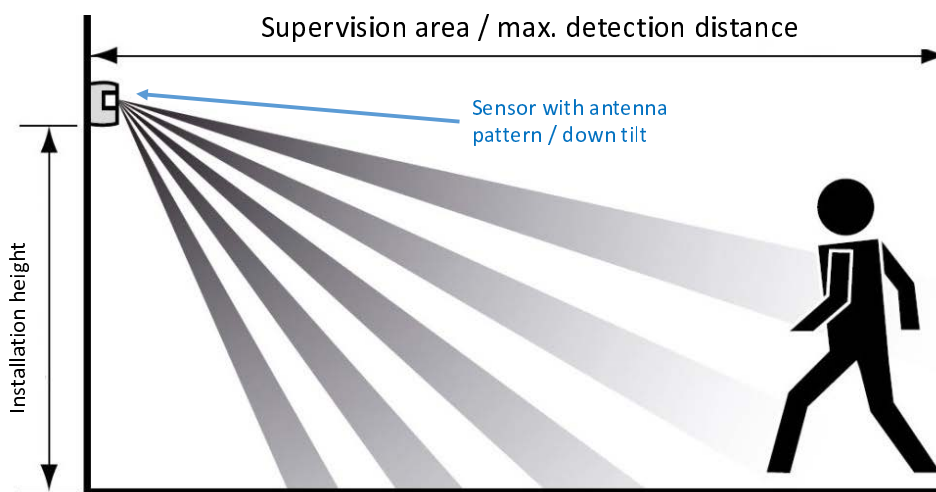 Supervision area / max. detection distance
Sensor with antenna
pattern / down tilt
Installation height